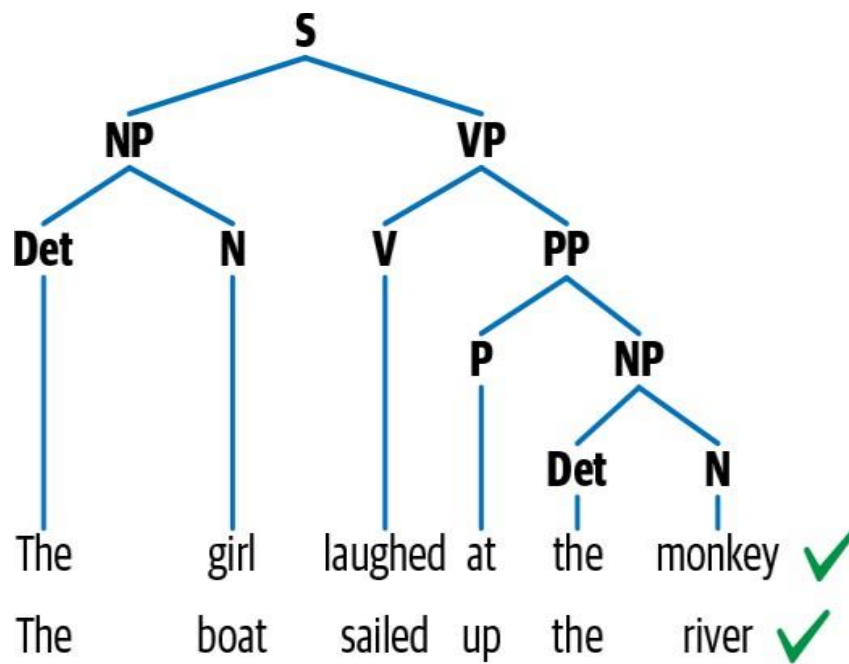 S
NP VP
Det N V PP
P NP
Det N
The girl laughed at the monkey
The boat sailed up the river